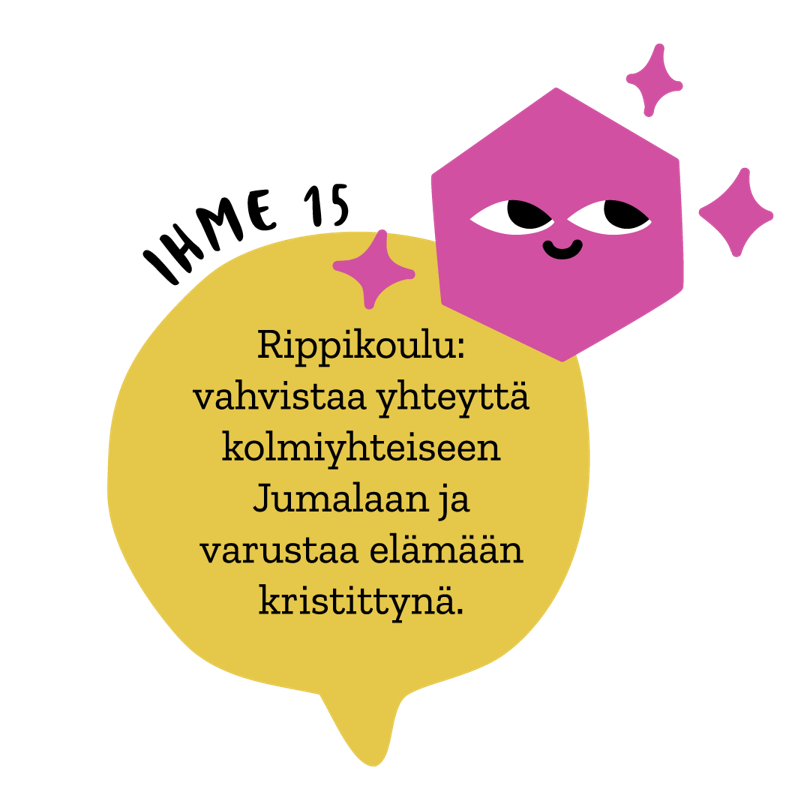 IHME 15
Rippikoulu:
vahvistaa yhteyttä
kolmiyhteiseen
Jumalaan ja
varustaa elämään
kristittynä.